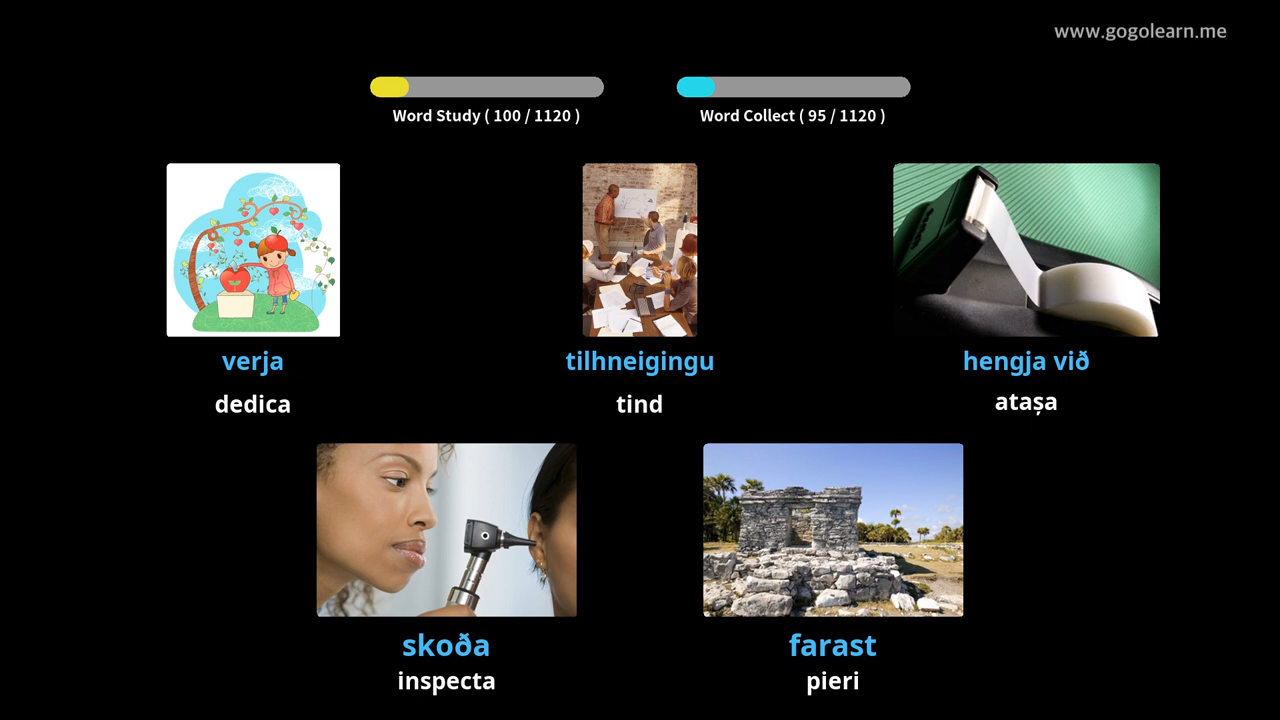 www.gogolearn.me
Word Study ( 100 / 1120 )
Word Collect ( 95 / 1120 )
verja
dedica
tilhneigingu
tind
hengja við
atașa
skoða
inspecta
farast
pieri